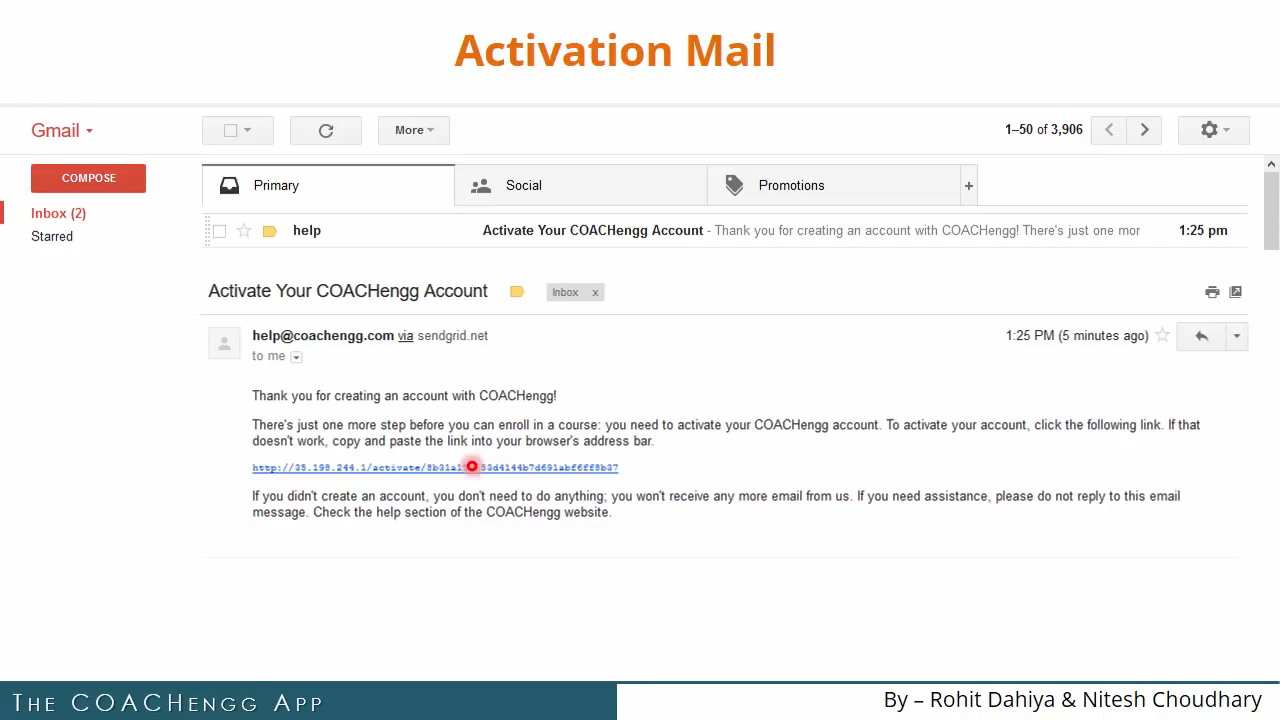 Activation Mail
Gmail
More
1–50 of 3,906
COMPOSE
Primary
Social
Promotions
+
Inbox (2)
Starred
help
Activate Your COACHengg Account - Thank you for creating an account with COACHengg! There's just one mor
1:25 pm
Activate Your COACHengg Account
Inbox x
help@coachengg.com via sendgrid.net
1:25 PM (5 minutes ago)
to me
Thank you for creating an account with COACHengg!
There's just one more step before you can enroll in a course: you need to activate your COACHengg account. To activate your account, click the following link. If that
doesn't work, copy and paste the link into your browser's address bar.
If you didn't create an account, you don't need to do anything; you won't receive any more email from us. If you need assistance, please do not reply to this email
message. Check the help section of the COACHengg website.
The COACHengg App
By – Rohit Dahiya & Nitesh Choudhary